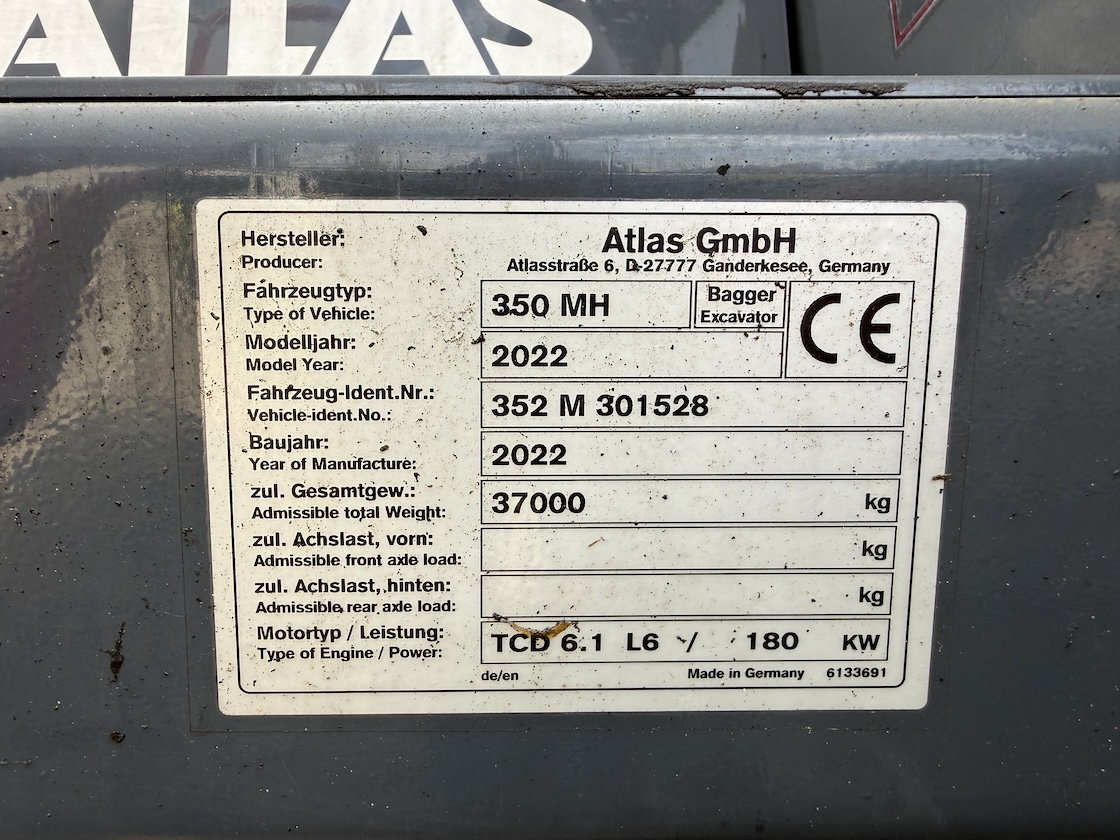 ATLAS
Hersteller: Atlas GmbH
Producer: Atlasstraße 6, D-27777 Ganderkesee, Germany
Fahrzeugtyp: 350 MH Bagger
Type of Vehicle: Excavator
CE
Modelljahr: 2022
Model Year:
Fahrzeug-Ident.Nr.: 352 M 301528
Vehicle-ident.No.:
Baujahr: 2022
Year of Manufacture:
zul. Gesamtgew.: 37000 kg
Admissible total Weight:
zul. Achslast, vorn: kg
Admissible front axle load:
zul. Achslast, hinten: kg
Admissible rear axle load:
Motortyp / Leistung: TCD 6.1 L6 / 180 KW
Type of Engine / Power:
de/en Made in Germany 6133691